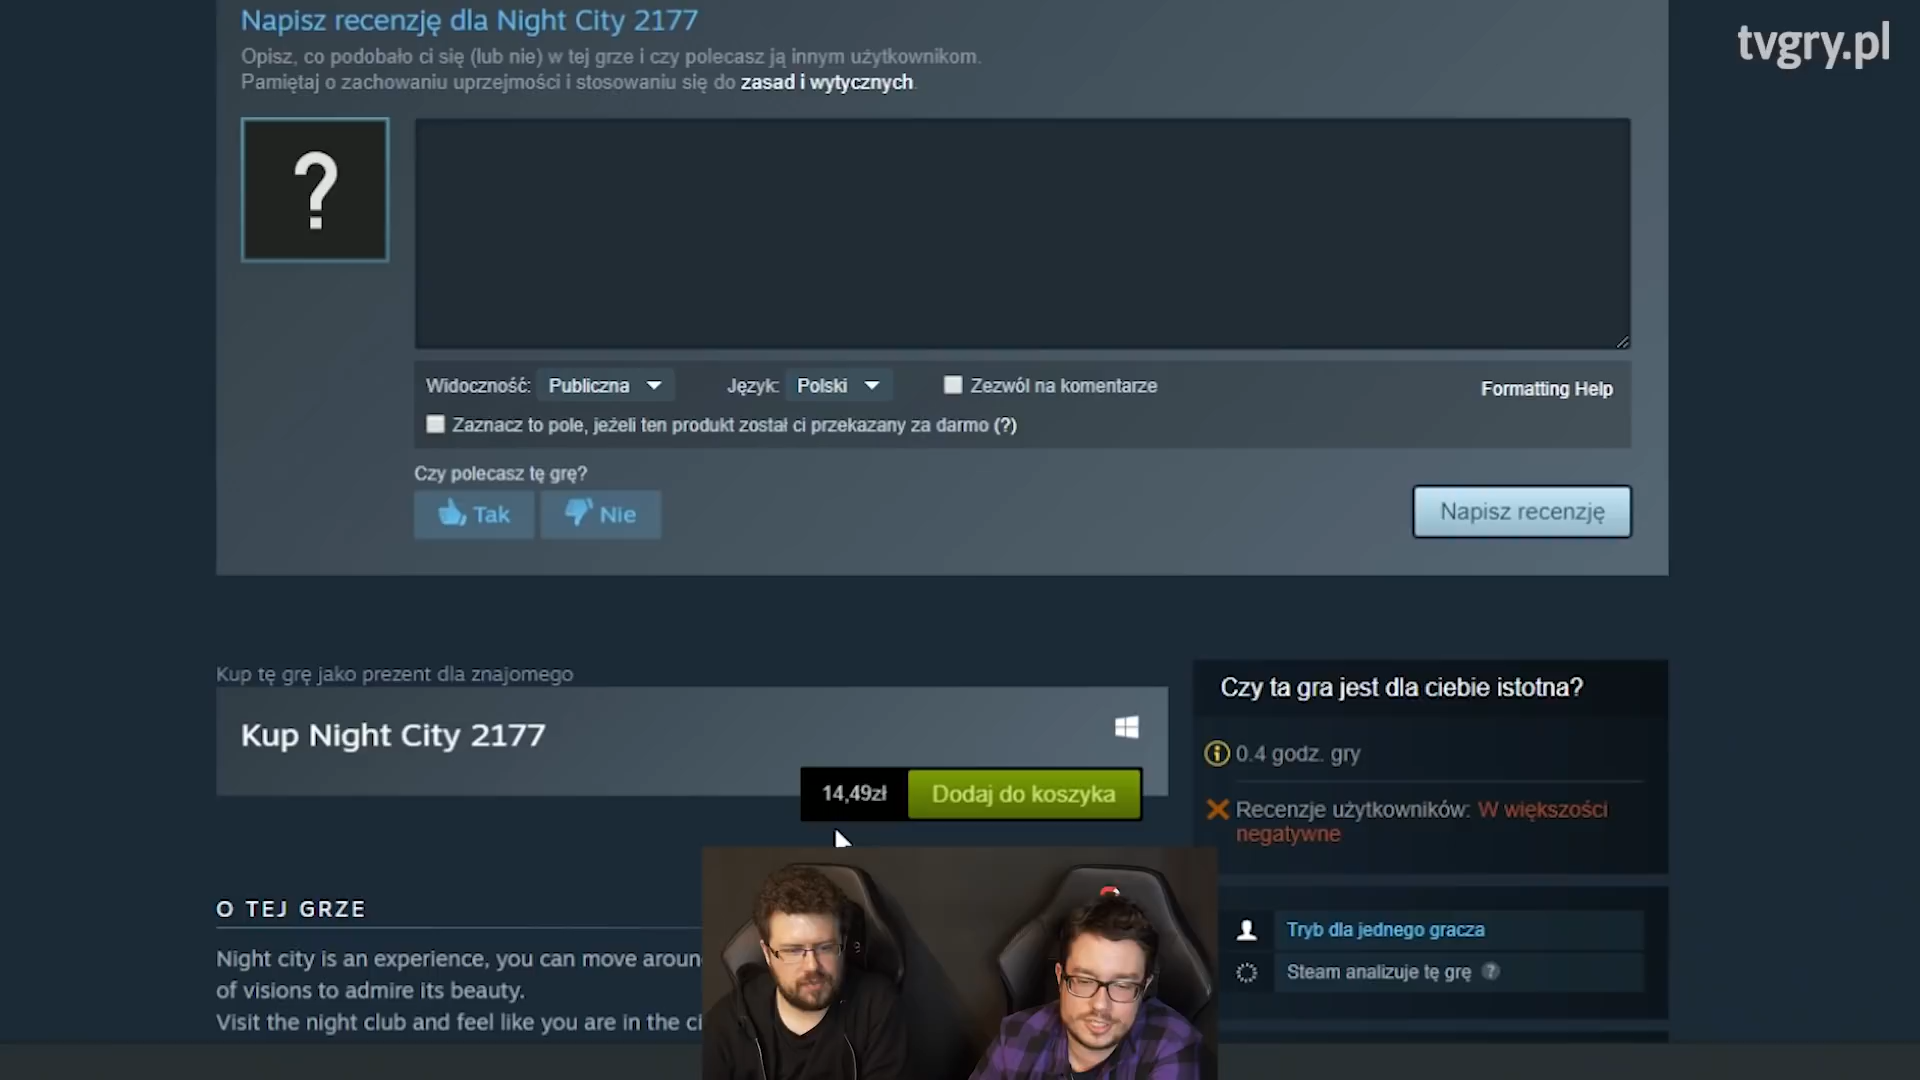 Napisz recenzję dla Night City 2177
tvgry.pl
Opisz, co podobało ci się (lub nie) w tej grze i czy polecasz ją innym użytkownikom.
Pamiętaj o zachowaniu uprzejmości i stosowaniu się do zasad i wytycznych.
?
Widoczność: Publiczna Język: Polski Zezwól na komentarze Formatting Help
Zaznacz to pole, jeżeli ten produkt został ci przekazany za darmo (?)
Czy polecasz tę grę?
Tak Nie
Napisz recenzję
Kup tę grę jako prezent dla znajomego
Kup Night City 2177
14,49zł Dodaj do koszyka
Czy ta gra jest dla ciebie istotna?
0.4 godz. gry
Recenzje użytkowników: W większości
negatywne
O TEJ GRZE
Night city is an experience, you can move aroun
of visions to admire its beauty.
Visit the night club and feel like you are in the ci
Tryb dla jednego gracza
Steam analizuje tę grę ?